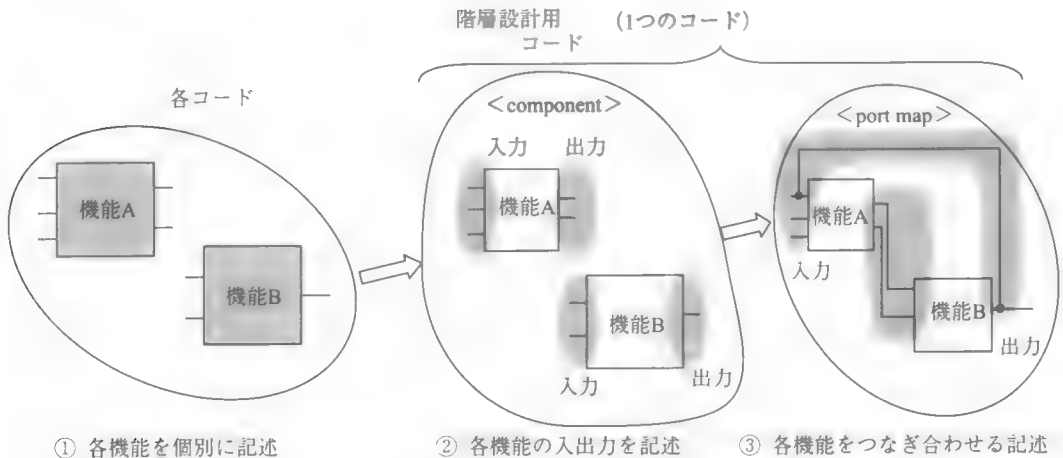 階層設計用 (1つのコード)
コード
各コード
機能A
機能B
<component>
入力 出力
機能A
機能B
入力 出力
<port map>
機能A
入力
機能B
出力
① 各機能を個別に記述
② 各機能の入出力を記述
③ 各機能をつなぎ合わせる記述